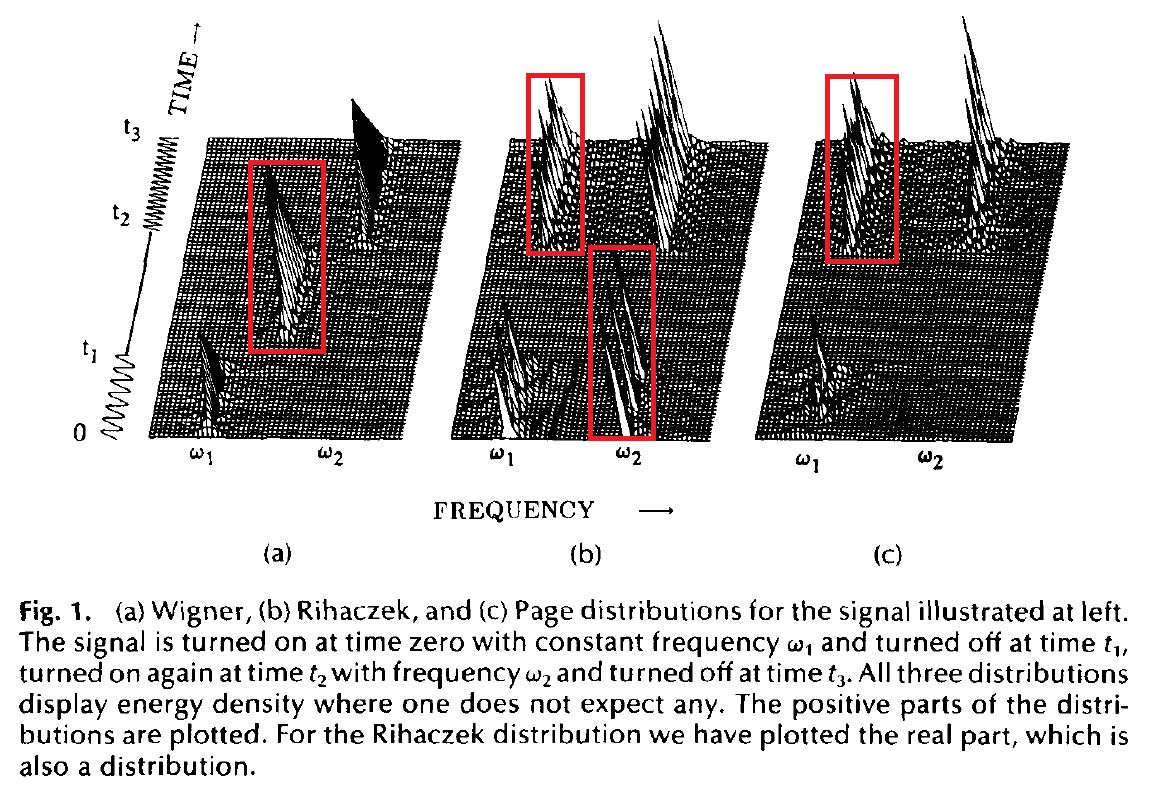 TIME →
t3
t2
t1
0
ω1 ω2 ω1 ω2 ω1 ω2
FREQUENCY →
(a) (b) (c)
Fig. 1. (a) Wigner, (b) Rihaczek, and (c) Page distributions for the signal illustrated at left.
The signal is turned on at time zero with constant frequency ω1 and turned off at time t1,
turned on again at time t2 with frequency ω2 and turned off at time t3. All three distributions
display energy density where one does not expect any. The positive parts of the distri-
butions are plotted. For the Rihaczek distribution we have plotted the real part, which is
also a distribution.